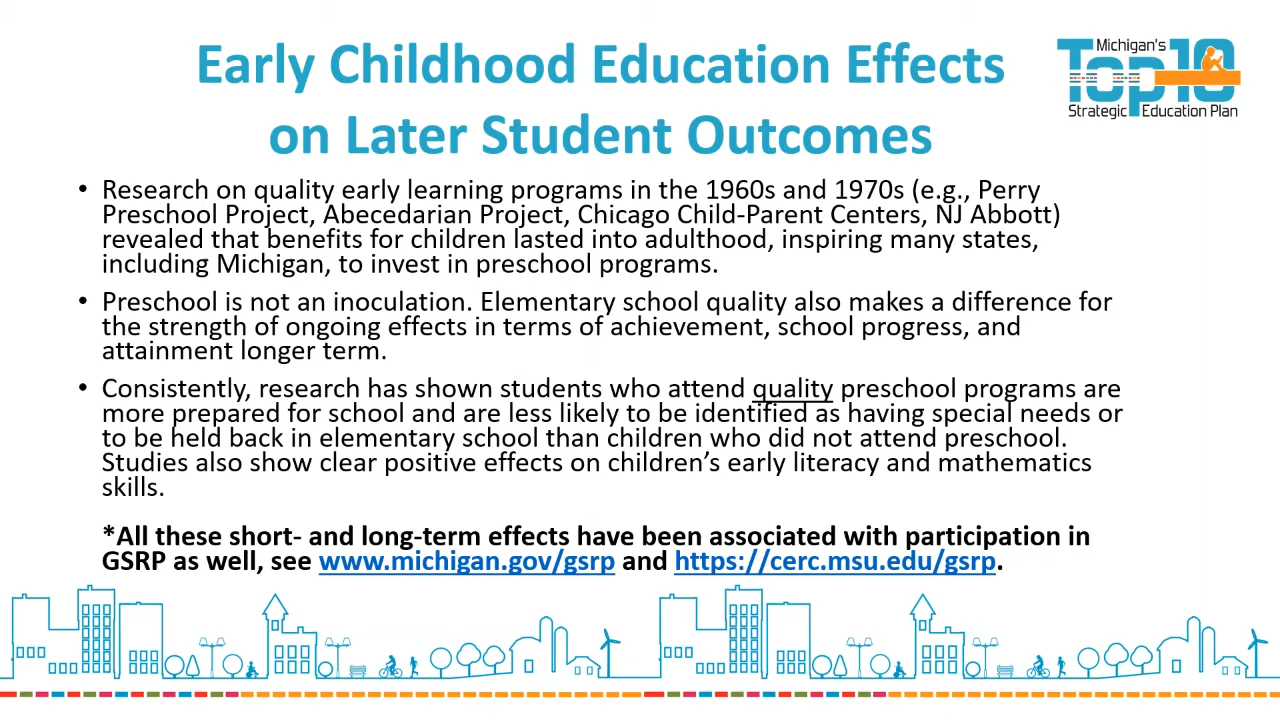 Early Childhood Education Effects
on Later Student Outcomes
Michigan's
Top10
Strategic Education Plan
• Research on quality early learning programs in the 1960s and 1970s (e.g., Perry
Preschool Project, Abecedarian Project, Chicago Child-Parent Centers, NJ Abbott)
revealed that benefits for children lasted into adulthood, inspiring many states,
including Michigan, to invest in preschool programs.
• Preschool is not an inoculation. Elementary school quality also makes a difference for
the strength of ongoing effects in terms of achievement, school progress, and
attainment longer term.
• Consistently, research has shown students who attend quality preschool programs are
more prepared for school and are less likely to be identified as having special needs or
to be held back in elementary school than children who did not attend preschool.
Studies also show clear positive effects on children’s early literacy and mathematics
skills.
*All these short- and long-term effects have been associated with participation in
GSRP as well, see www.michigan.gov/gsrp and https://cerc.msu.edu/gsrp.